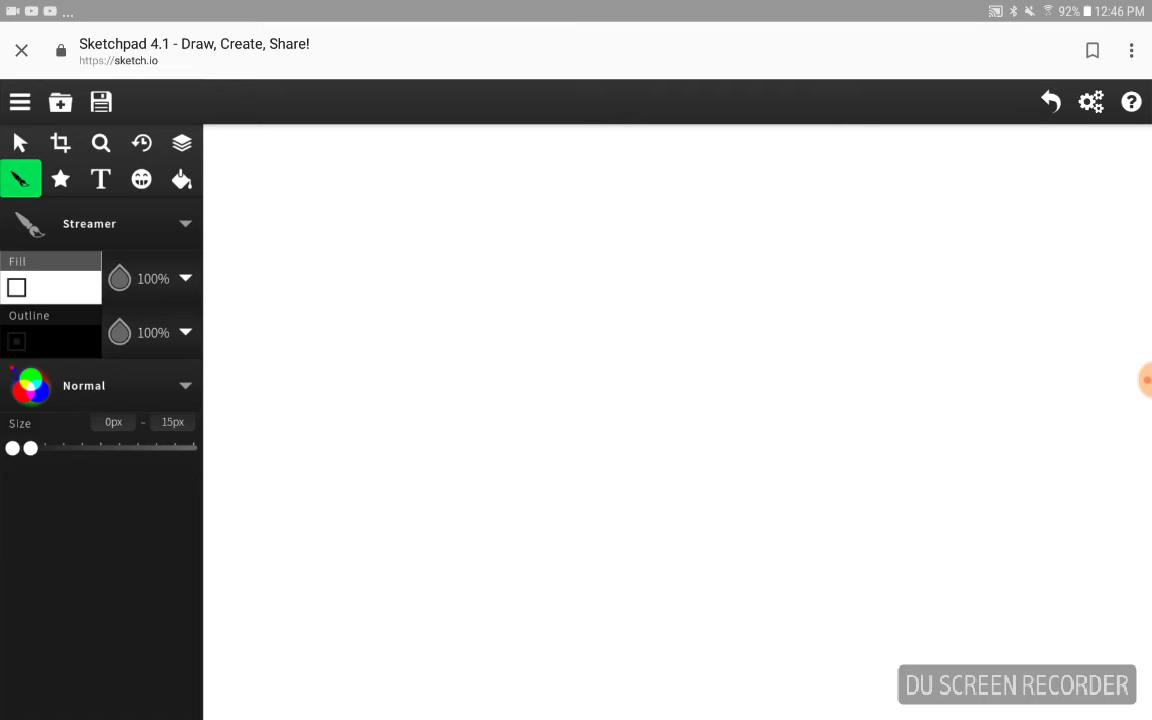 ... 92% 12:46 PM
Sketchpad 4.1 - Draw, Create, Share!
https://sketch.io
Streamer
Fill
100%
Outline
100%
Normal
Size 0px - 15px
DU SCREEN RECORDER